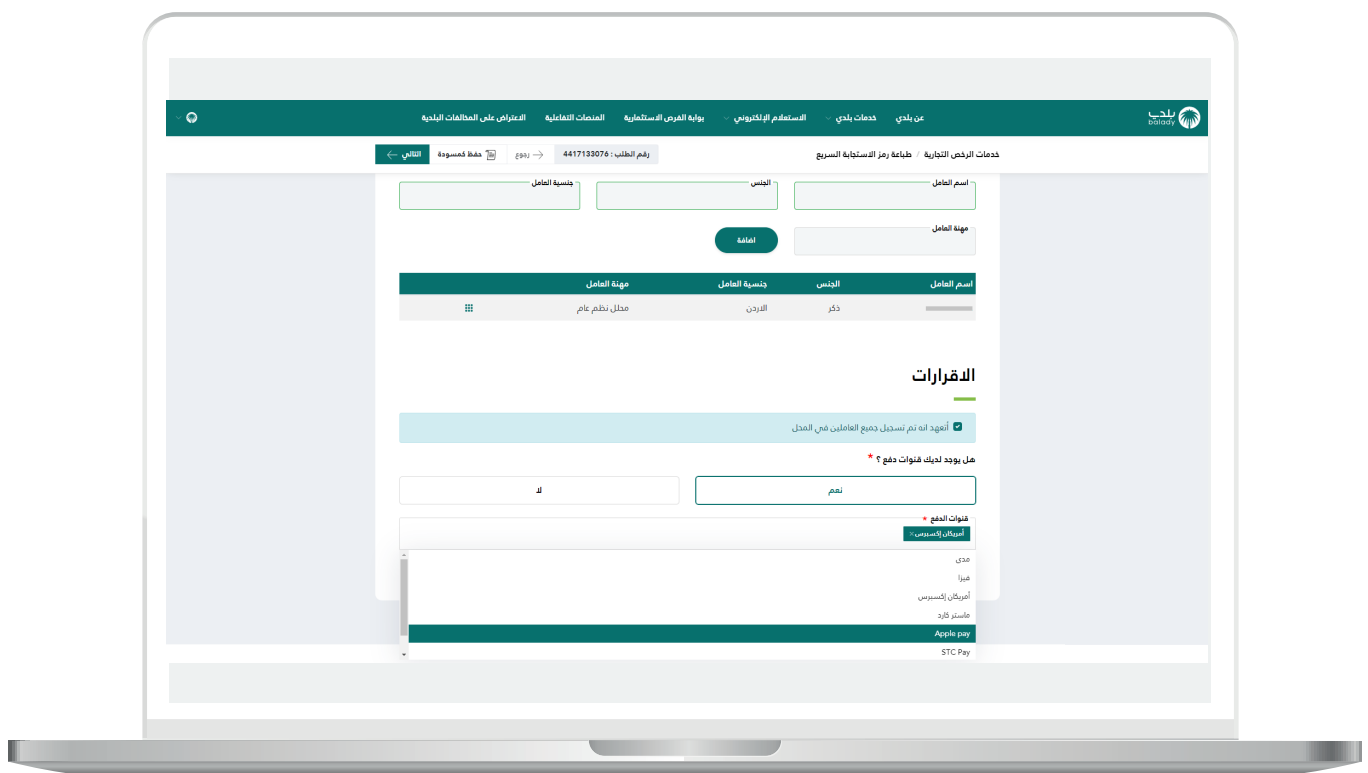 بلدي
balady
عن بلدي
خدمات بلدي
الاستعلام الإلكتروني
بوابة الفرص الاستثمارية
المنصات التفاعلية
الاعتراض على المخالفات البلدية
خدمات الرخص التجارية / طباعة رمز الاستجابة السريع
رقم الطلب : 4417133076
رجوع
حفظ كمسودة
التالي
اسم العامل
الجنس
جنسية العامل
مهنة العامل
اضافة
اسم العامل الجنس جنسية العامل مهنة العامل
ذكر الاردن محلل نظم عام
الاقرارات
أتعهد انه تم تسجيل جميع العاملين في المحل
هل يوجد لديك قنوات دفع ؟ *
نعم
لا
قنوات الدفع *
أمريكان إكسبرس ×
مدى
فيزا
أمريكان إكسبرس
ماستر كارد
Apple pay
STC Pay